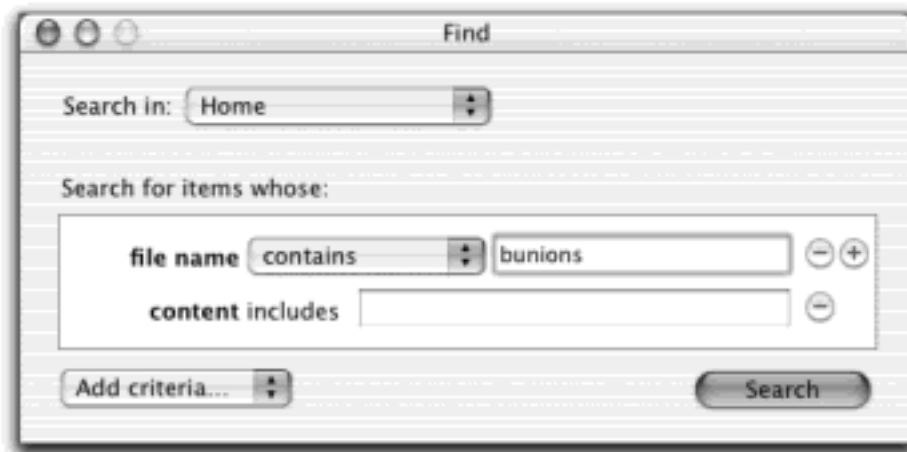 Find
Search in: Home
Search for items whose:
file name contains bunions
content includes
Add criteria... Search